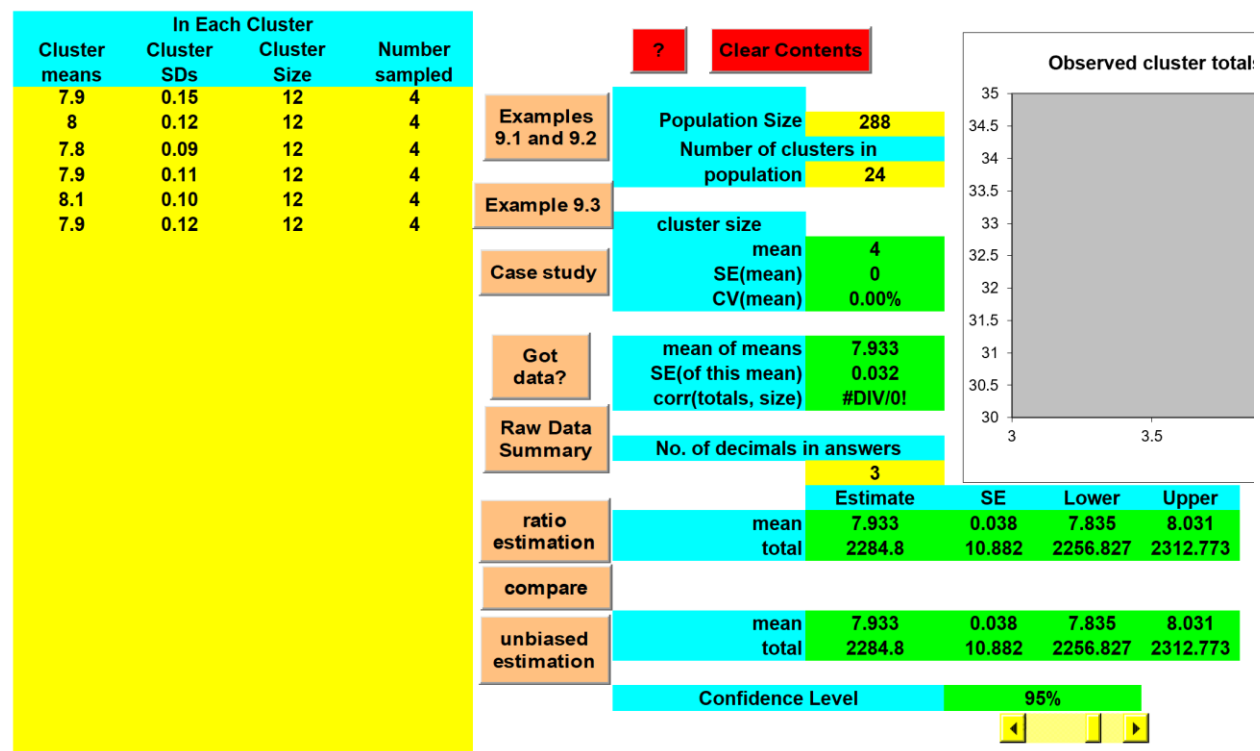 In Each Cluster
Cluster Cluster Cluster Number
means SDs Size sampled
7.9 0.15 12 4
8 0.12 12 4
7.8 0.09 12 4
7.9 0.11 12 4
8.1 0.10 12 4
7.9 0.12 12 4
? Clear Contents
Examples
9.1 and 9.2
Example 9.3
Case study
Got
data?
Raw Data
Summary
ratio
estimation
compare
unbiased
estimation
Population Size 288
Number of clusters in
population 24
cluster size
mean 4
SE(mean) 0
CV(mean) 0.00%
mean of means 7.933
SE(of this mean) 0.032
corr(totals, size) #DIV/0!
No. of decimals in answers
3
Estimate SE Lower Upper
mean 7.933 0.038 7.835 8.031
total 2284.8 10.882 2256.827 2312.773
mean 7.933 0.038 7.835 8.031
total 2284.8 10.882 2256.827 2312.773
Confidence Level 95%
Observed cluster totals
35
34.5
34
33.5
33
32.5
32
31.5
31
30.5
30
3 3.5